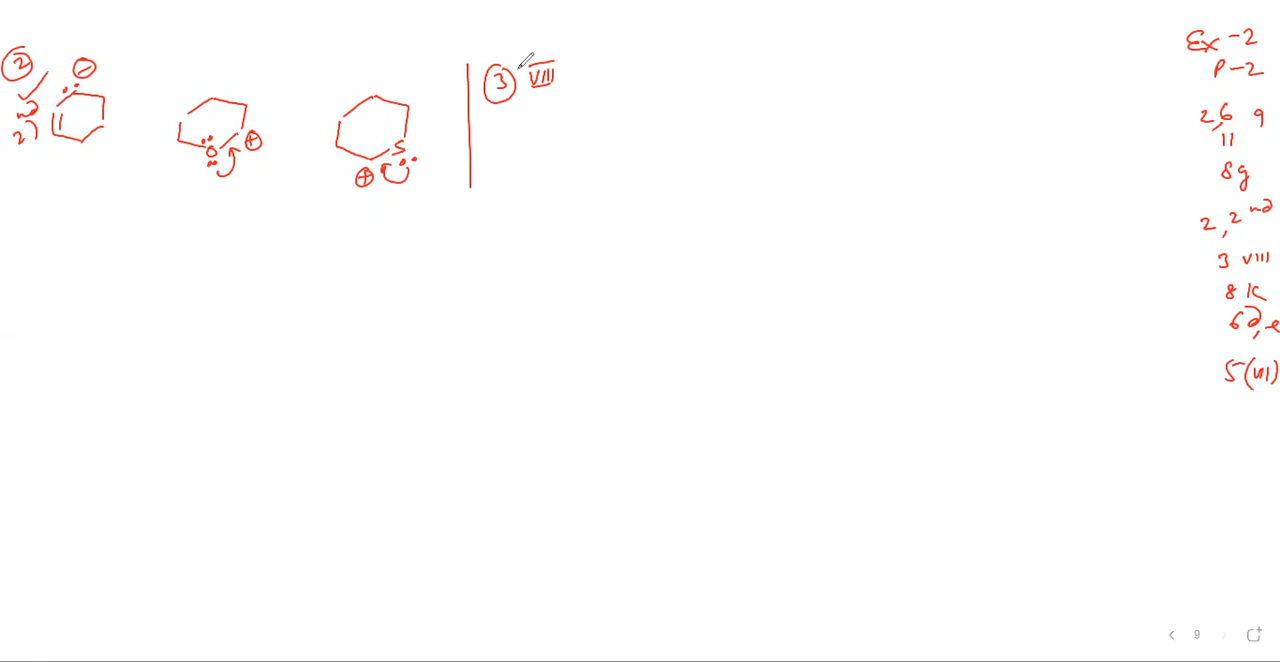 ② ⊖
2nd)
O ⊕
S
⊕
③ VIII
Ex-2
P-2
2,6 9
11
8g
2, 2nd
3 VIII
8 K
6d,e
5(VII)
9